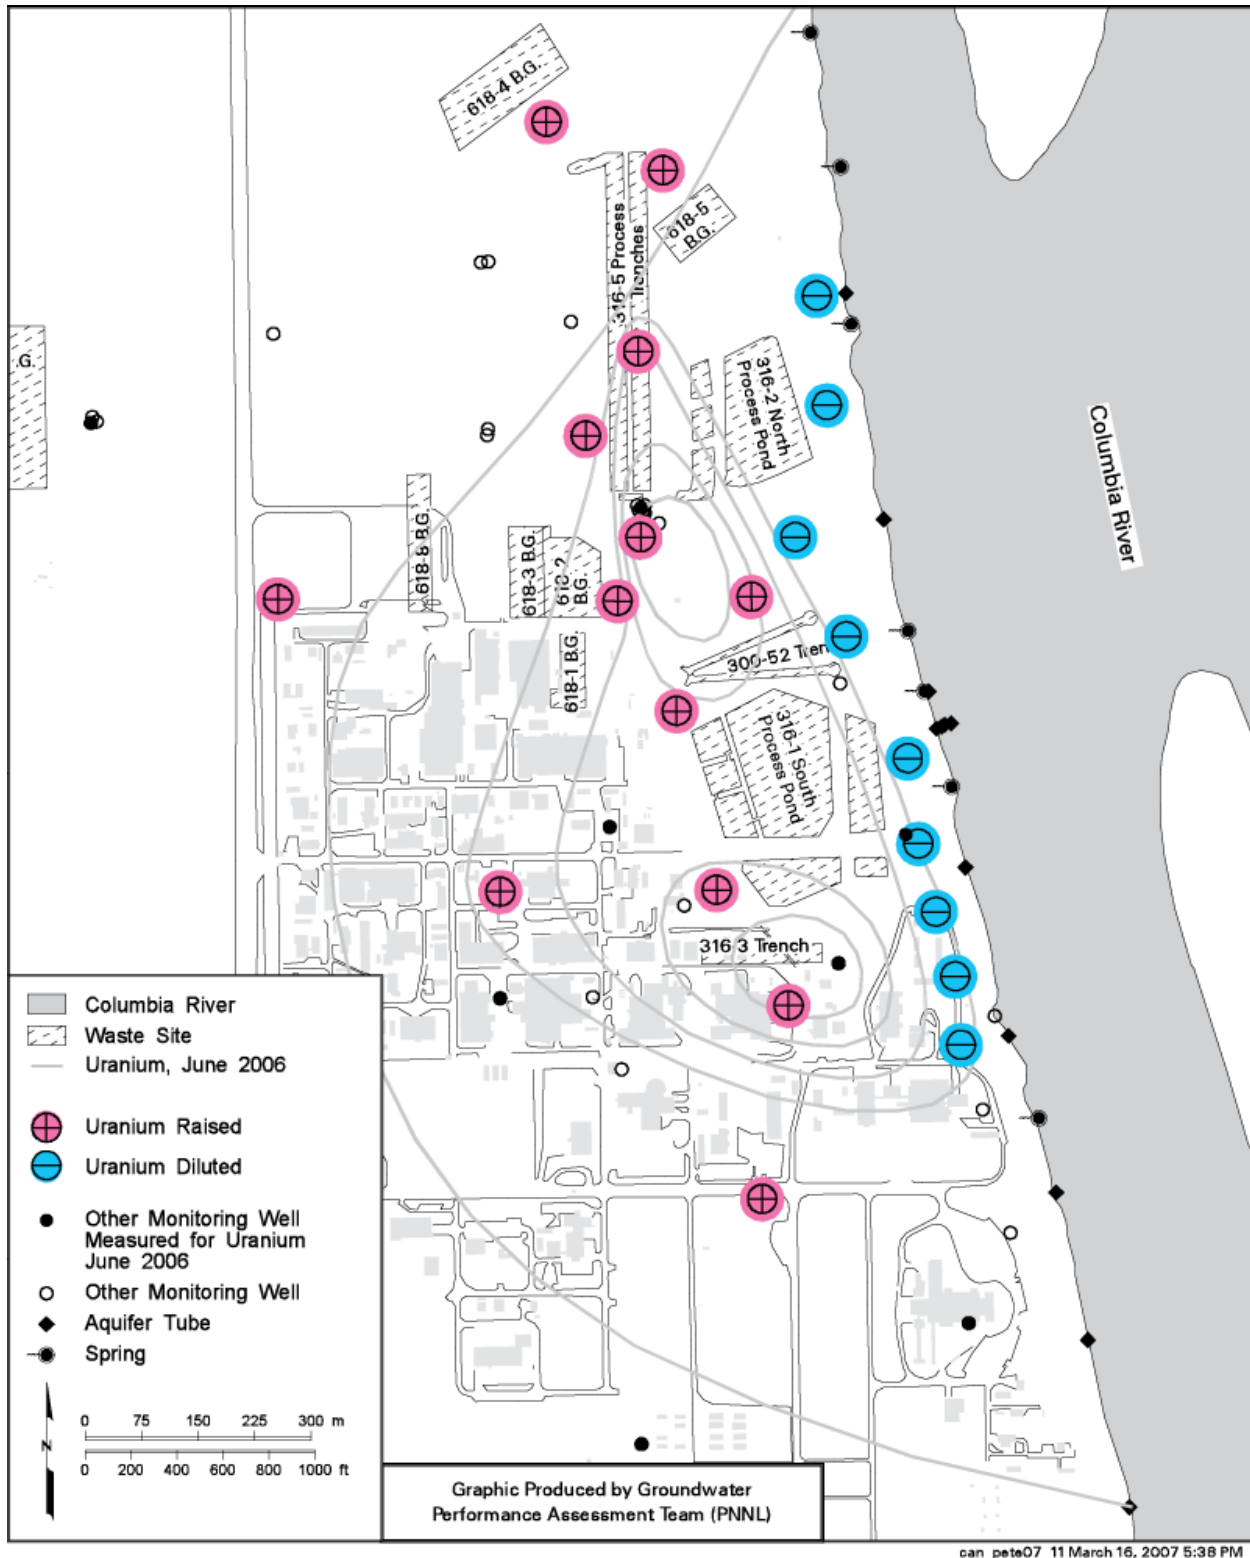 618-4 B.G.
316-5 Process
Trenches
618-5
B.G.
.G.
316-2 North
Process Pond
Columbia River
618-8 B.G.
618-3 B.G.
618-2
B.G.
618-1 B.G.
300-52 Tren
316-1 South
Process Pond
316 3 Trench
Columbia River
Waste Site
Uranium, June 2006
Uranium Raised
Uranium Diluted
Other Monitoring Well
Measured for Uranium
June 2006
Other Monitoring Well
Aquifer Tube
Spring
N
0 75 150 225 300 m
0 200 400 600 800 1000 ft
Graphic Produced by Groundwater
Performance Assessment Team (PNNL)
can_pete07_11 March 16, 2007 5:38 PM